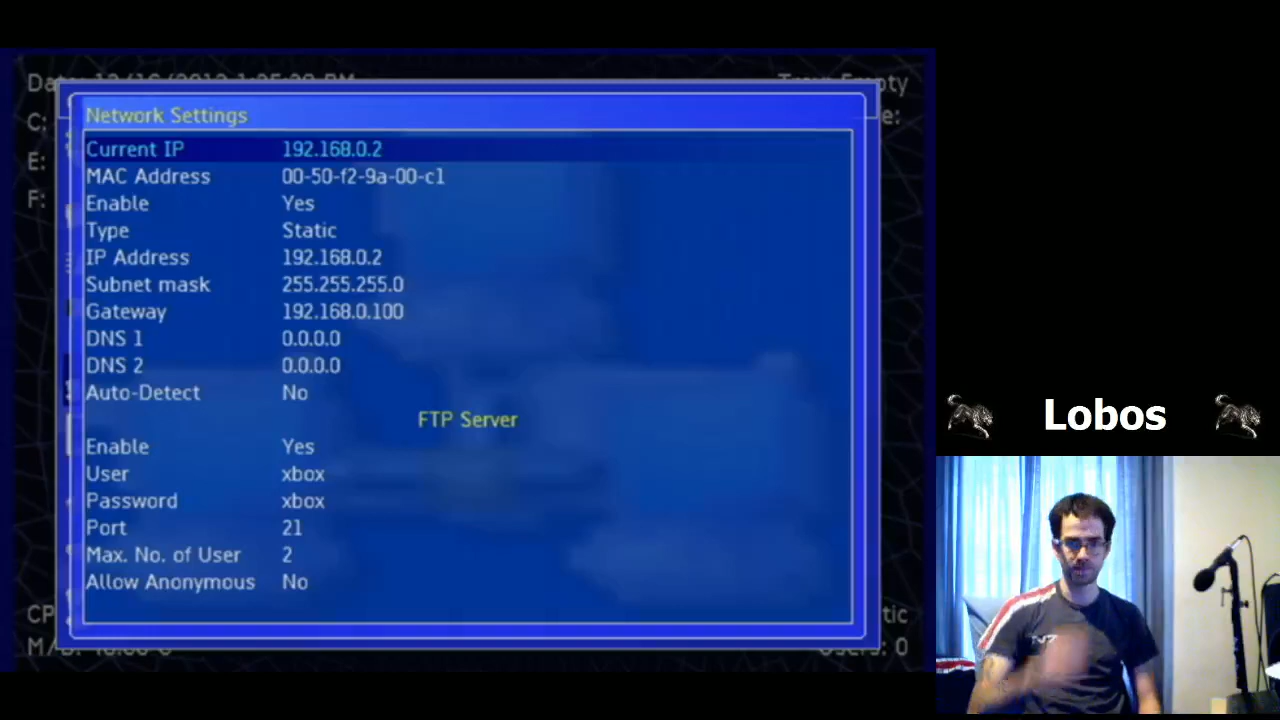 Network Settings
Current IP 192.168.0.2
MAC Address 00-50-f2-9a-00-c1
Enable Yes
Type Static
IP Address 192.168.0.2
Subnet mask 255.255.255.0
Gateway 192.168.0.100
DNS 1 0.0.0.0
DNS 2 0.0.0.0
Auto-Detect No
FTP Server
Enable Yes
User xbox
Password xbox
Port 21
Max. No. of User 2
Allow Anonymous No
C:
E:
F:
Lobos
N7